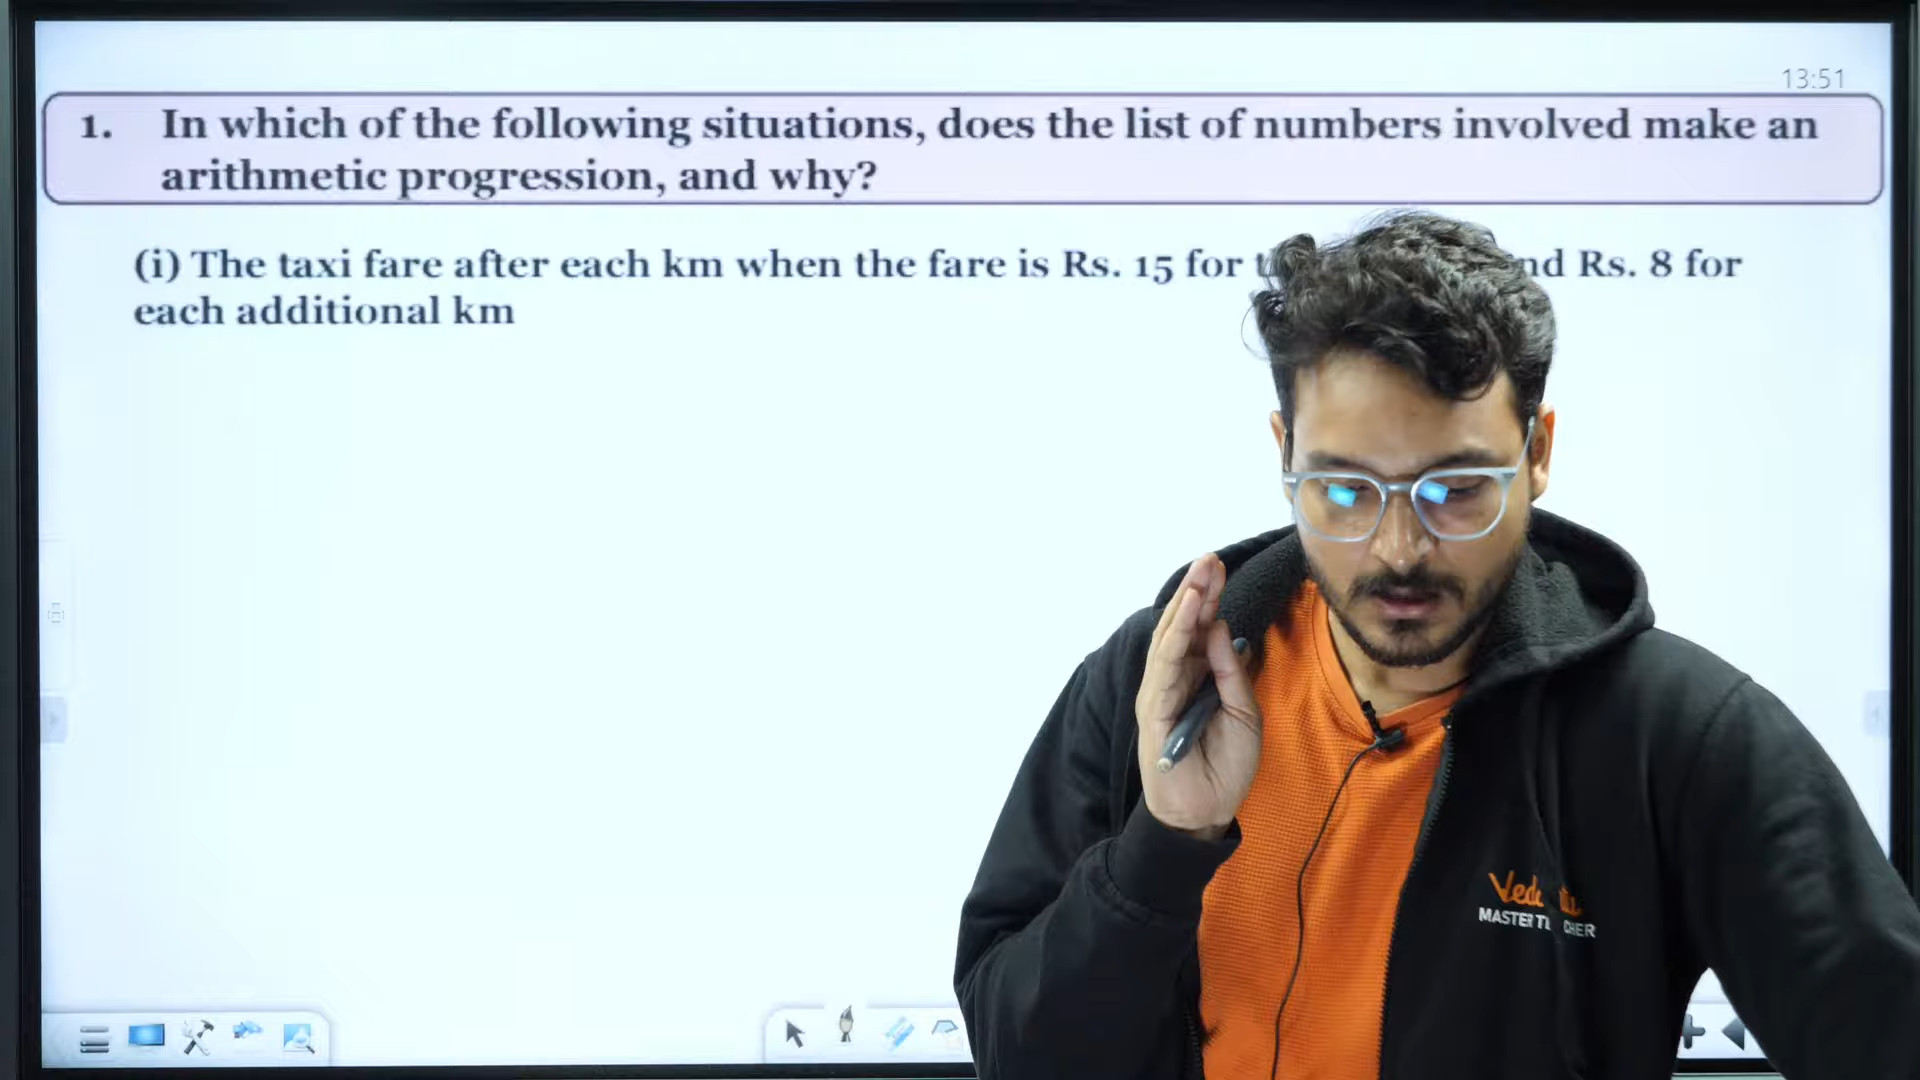 13:51
1. In which of the following situations, does the list of numbers involved make an
arithmetic progression, and why?
(i) The taxi fare after each km when the fare is Rs. 15 for Rs. 8 for
each additional km
MASTER